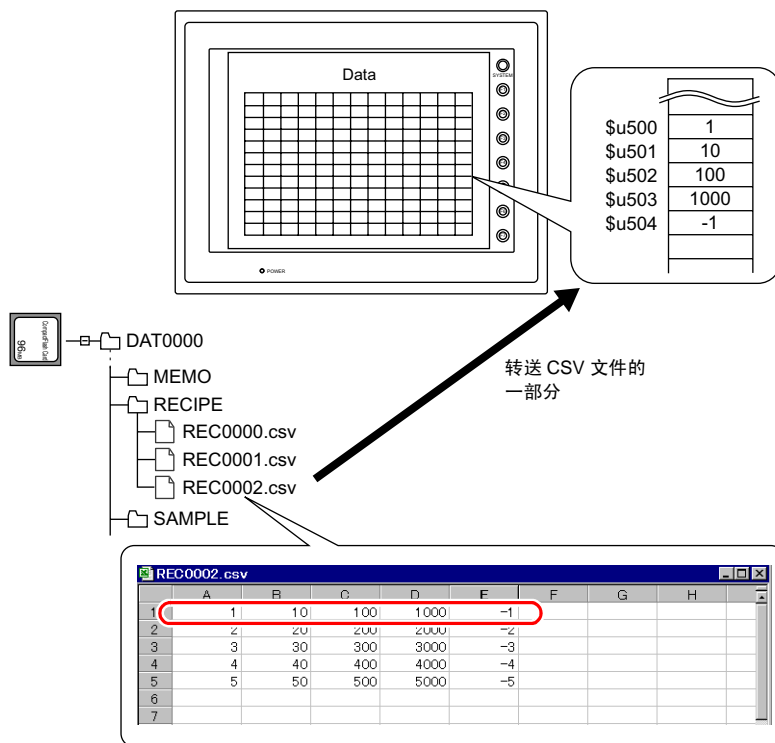 Data
SYSTEM
POWER
$u500 1
$u501 10
$u502 100
$u503 1000
$u504 -1
CompactFlash Card
96MB
DAT0000
MEMO
RECIPE
REC0000.csv
REC0001.csv
REC0002.csv
SAMPLE
转送 CSV 文件的
一部分
REC0002.csv
A B C D E F G H
1 1 10 100 1000 -1
2 2 20 200 2000 -2
3 3 30 300 3000 -3
4 4 40 400 4000 -4
5 5 50 500 5000 -5
6
7